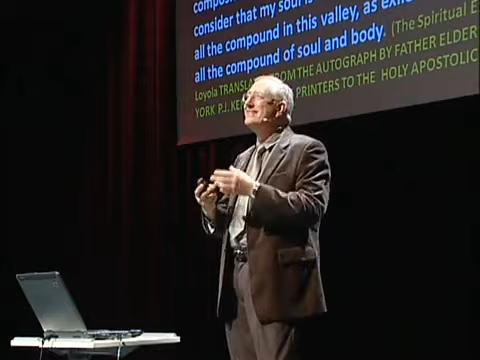 consider that my soul is
all the compound in this valley, as exile
all the compound of soul and body. (The Spiritual E
Loyola TRANSLA FROM THE AUTOGRAPH BY FATHER ELDER
YORK P.J. KE PRINTERS TO THE HOLY APOSTOLIC